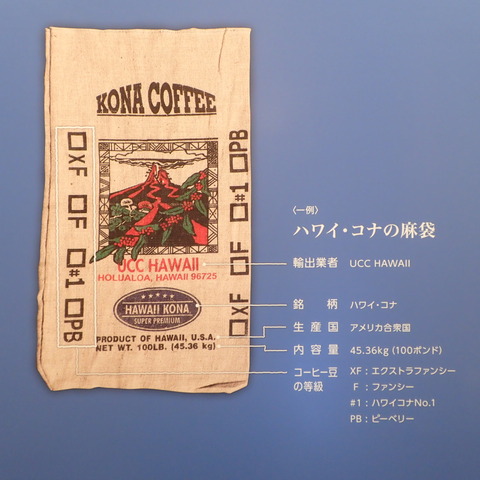 KONA COFFEE
□XF □F □#1 □PB
□XF □F □#1 □PB
UCC HAWAII
HOLUALOA, HAWAII 96725
★★★★★
HAWAII KONA
SUPER PREMIUM
PRODUCT OF HAWAII, U.S.A.
NET WT. 100LB. (45.36 kg)
〈一例〉
ハワイ・コナの麻袋
輸出業者 UCC HAWAII
銘柄 ハワイ・コナ
生産国 アメリカ合衆国
内容量 45.36kg (100ポンド)
コーヒー豆の等級 XF:エクストラファンシー
F:ファンシー
#1:ハワイコナNo.1
PB:ピーベリー